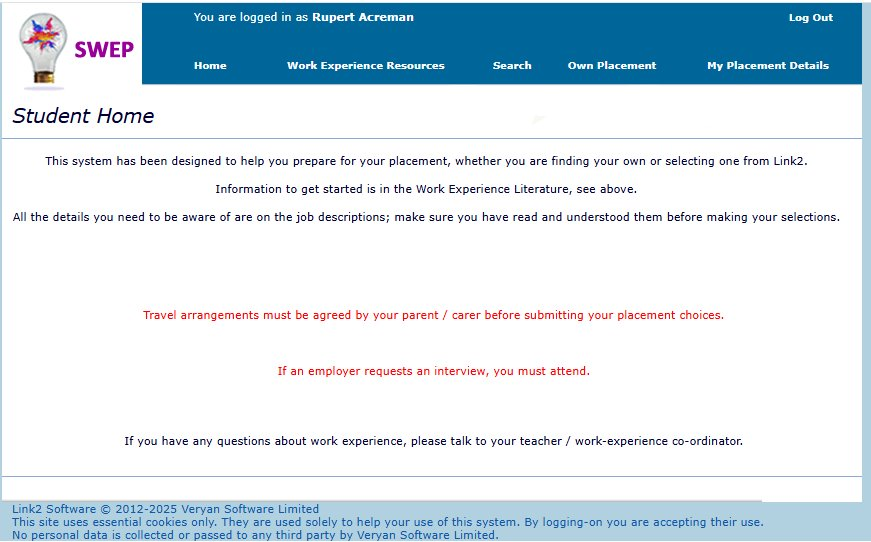 SWEP
You are logged in as Rupert Acreman
Log Out
Home Work Experience Resources Search Own Placement My Placement Details
Student Home
This system has been designed to help you prepare for your placement, whether you are finding your own or selecting one from Link2.
Information to get started is in the Work Experience Literature, see above.
All the details you need to be aware of are on the job descriptions; make sure you have read and understood them before making your selections.
Travel arrangements must be agreed by your parent / carer before submitting your placement choices.
If an employer requests an interview, you must attend.
If you have any questions about work experience, please talk to your teacher / work-experience co-ordinator.
Link2 Software © 2012-2025 Veryan Software Limited
This site uses essential cookies only. They are used solely to help your use of this system. By logging-on you are accepting their use.
No personal data is collected or passed to any third party by Veryan Software Limited.